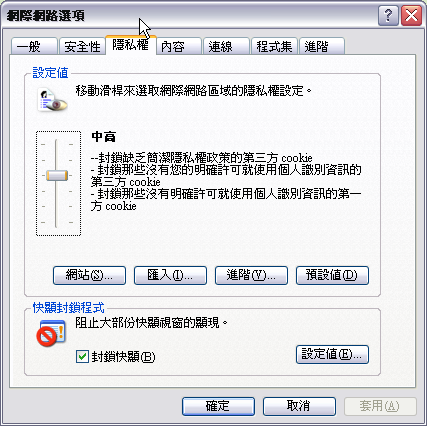 網際網路選項
一般 安全性 隱私權 內容 連線 程式集 進階
設定值
移動滑桿來選取網際網路區域的隱私權設定。
中高
--封鎖缺乏簡潔隱私權政策的第三方 cookie
- 封鎖那些沒有您的明確許可就使用個人識別資訊的
第三方 cookie
- 封鎖那些沒有明確許可就使用個人識別資訊的第一
方 cookie
網站(S)... 匯入(I)... 進階(V)... 預設值(D)
快顯封鎖程式
阻止大部份快顯視窗的顯現。
封鎖快顯(B) 設定值(E)...
確定 取消 套用(A)